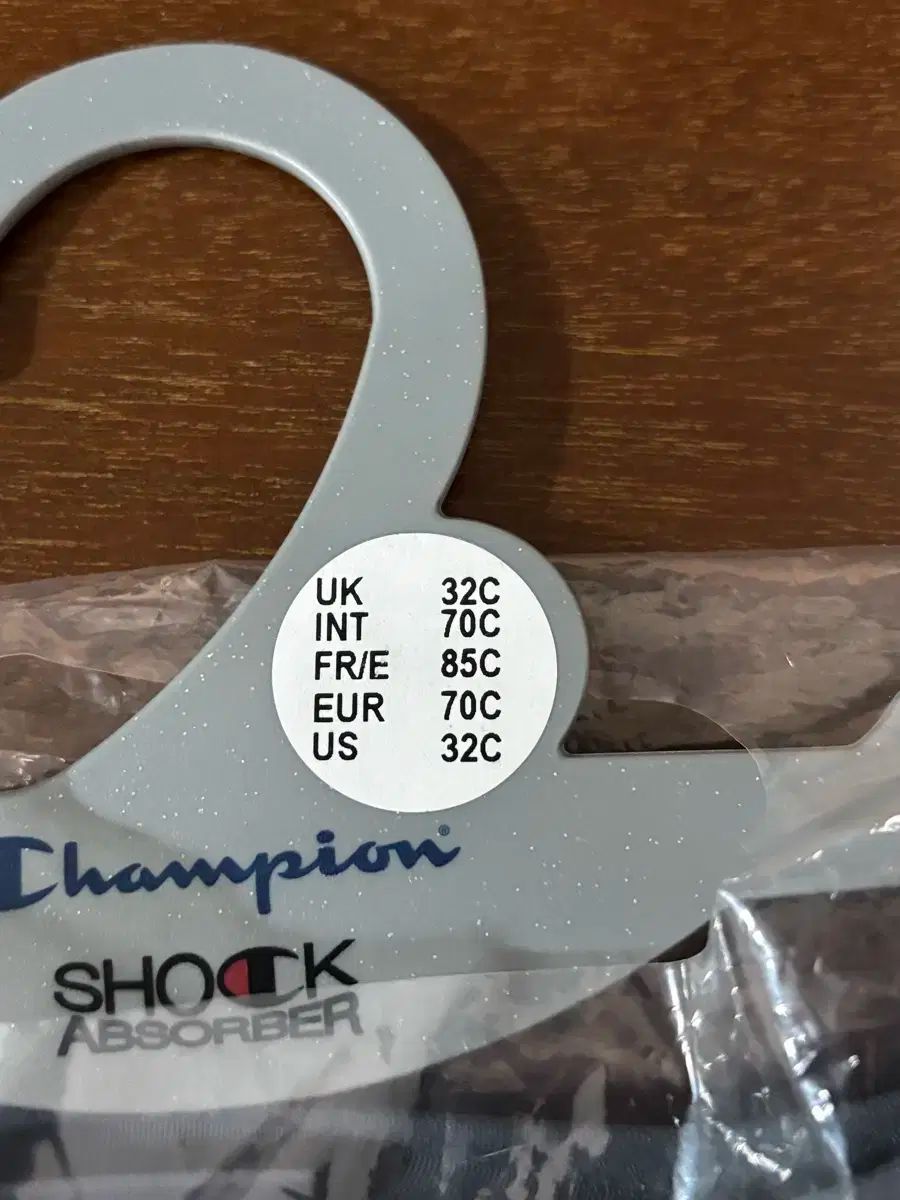 UK 32C
INT 70C
FR/E 85C
EUR 70C
US 32C
Champion®
SHOCK
ABSORBER